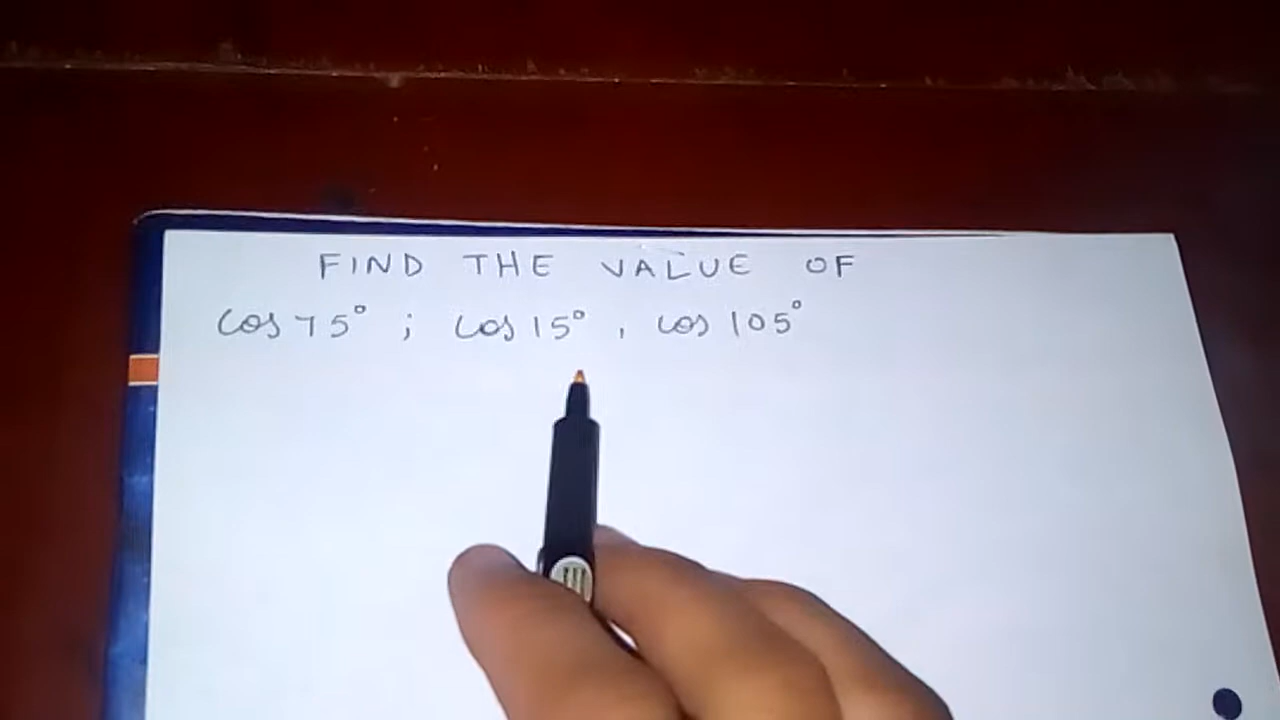 FIND THE VALUE OF
cos 75° ; cos 15° , cos 105°